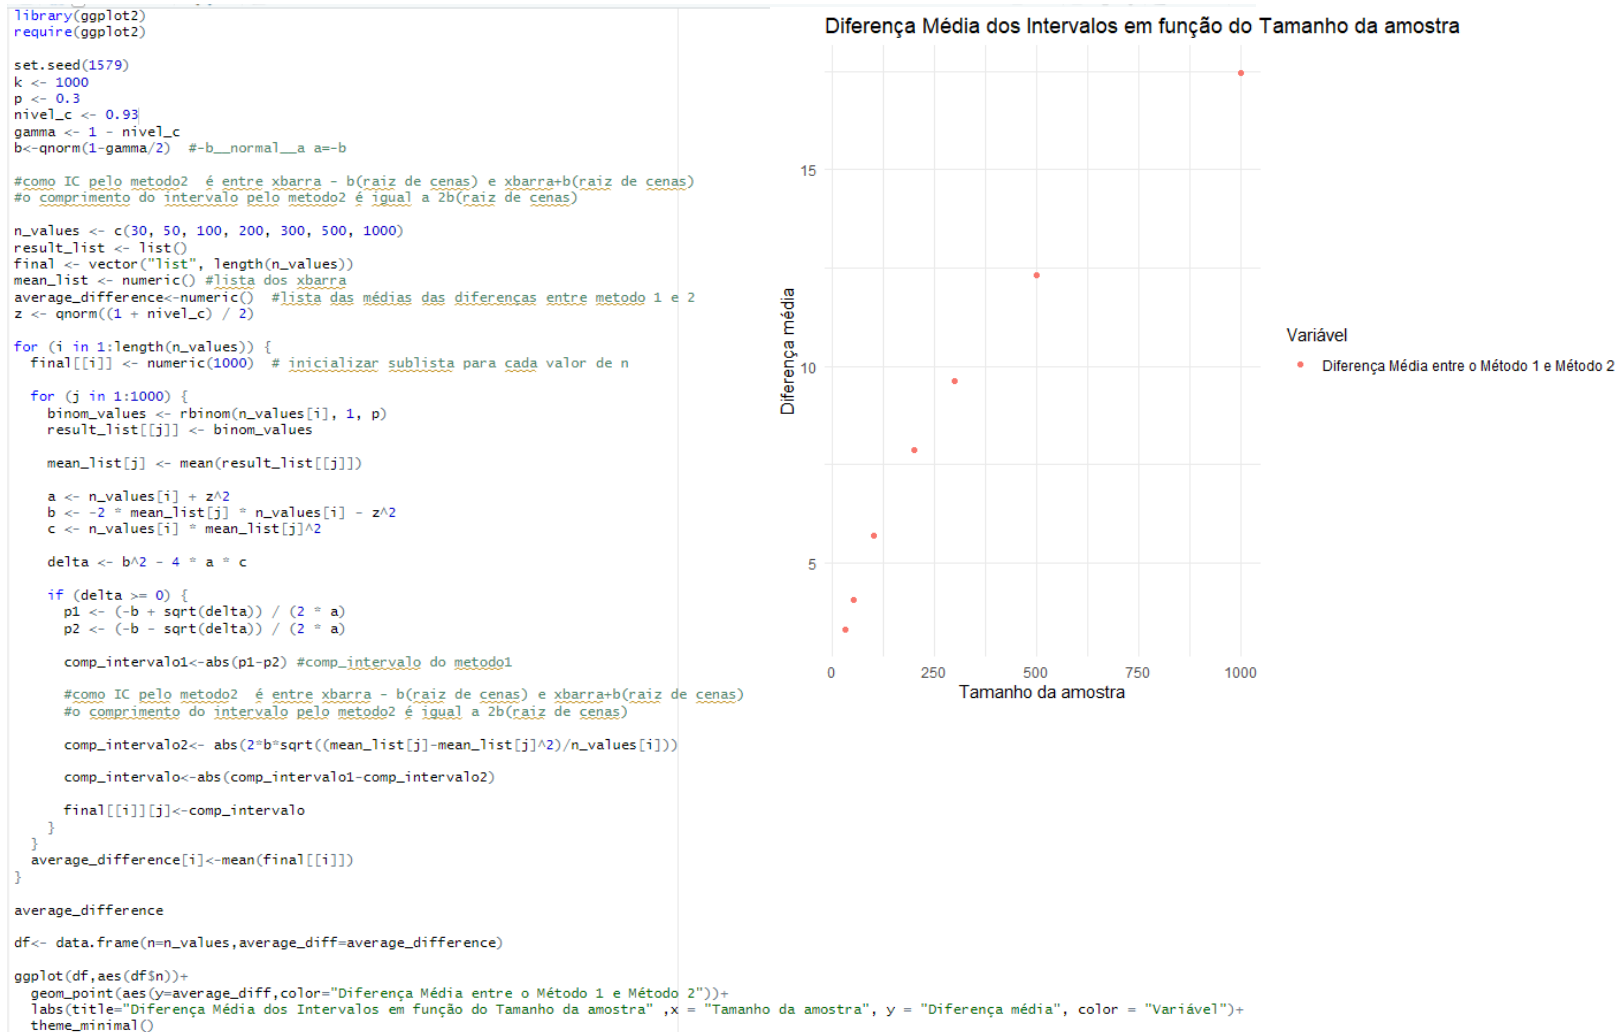 library(ggplot2)
require(ggplot2)
set.seed(1579)
k <- 1000
p <- 0.3
nivel_c <- 0.93
gamma <- 1 - nivel_c
b<-qnorm(1-gamma/2)  #-b__normal__a a=-b
#como IC pelo metodo2  é entre xbarra - b(raiz de cenas) e xbarra+b(raiz de cenas)
#o comprimento do intervalo pelo metodo2 é igual a 2b(raiz de cenas)
n_values <- c(30, 50, 100, 200, 300, 500, 1000)
result_list <- list()
final <- vector("list", length(n_values))
mean_list <- numeric() #lista dos xbarra
average_difference<-numeric()  #lista das médias das diferenças entre metodo 1 e 2
z <- qnorm((1 + nivel_c) / 2)
for (i in 1:length(n_values)) {
  final[[i]] <- numeric(1000)  # inicializar sublista para cada valor de n
  for (j in 1:1000) {
    binom_values <- rbinom(n_values[i], 1, p)
    result_list[[j]] <- binom_values
    mean_list[j] <- mean(result_list[[j]])
    a <- n_values[i] + z^2
    b <- -2 * mean_list[j] * n_values[i] - z^2
    c <- n_values[i] * mean_list[j]^2
    delta <- b^2 - 4 * a * c
    if (delta >= 0) {
      p1 <- (-b + sqrt(delta)) / (2 * a)
      p2 <- (-b - sqrt(delta)) / (2 * a)
      comp_intervalo1<-abs(p1-p2) #comp_intervalo do metodo1
      #como IC pelo metodo2  é entre xbarra - b(raiz de cenas) e xbarra+b(raiz de cenas)
      #o comprimento do intervalo pelo metodo2 é igual a 2b(raiz de cenas)
      comp_intervalo2<- abs(2*b*sqrt((mean_list[j]-mean_list[j]^2)/n_values[i]))
      comp_intervalo<-abs(comp_intervalo1-comp_intervalo2)
      final[[i]][j]<-comp_intervalo
    }
  }
  average_difference[i]<-mean(final[[i]])
}
average_difference
df<- data.frame(n=n_values,average_diff=average_difference)
ggplot(df,aes(df$n))+
  geom_point(aes(y=average_diff,color="Diferença Média entre o Método 1 e Método 2"))+
  labs(title="Diferença Média dos Intervalos em função do Tamanho da amostra" ,x = "Tamanho da amostra", y = "Diferença média", color = "Variável")+
  theme_minimal()
Diferença Média dos Intervalos em função do Tamanho da amostra
Diferença média
15
10
5
0 250 500 750 1000
Tamanho da amostra
Variável
Diferença Média entre o Método 1 e Método 2